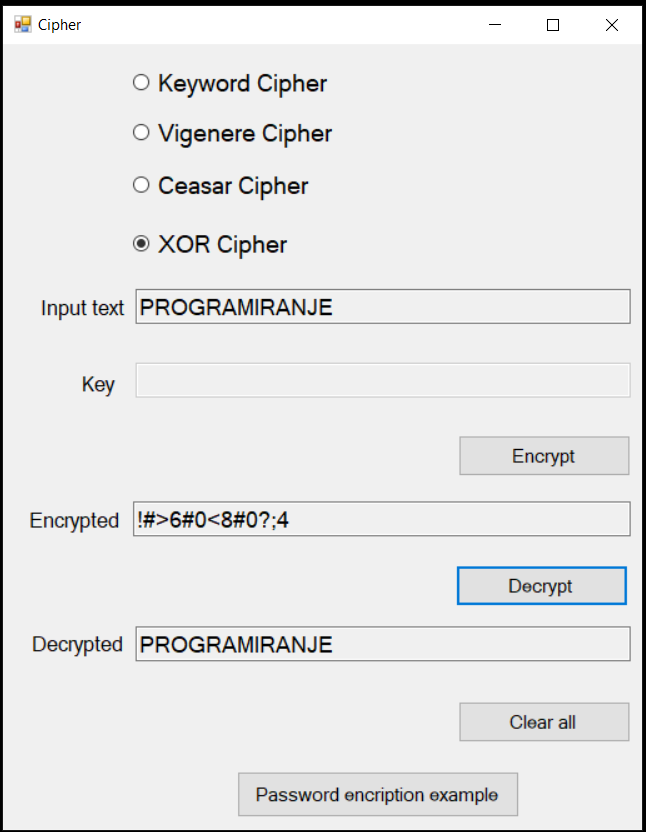 Cipher
Keyword Cipher
Vigenere Cipher
Ceasar Cipher
XOR Cipher
Input text PROGRAMIRANJE
Key
Encrypt
Encrypted !#>6#0<8#0?;4
Decrypt
Decrypted PROGRAMIRANJE
Clear all
Password encription example